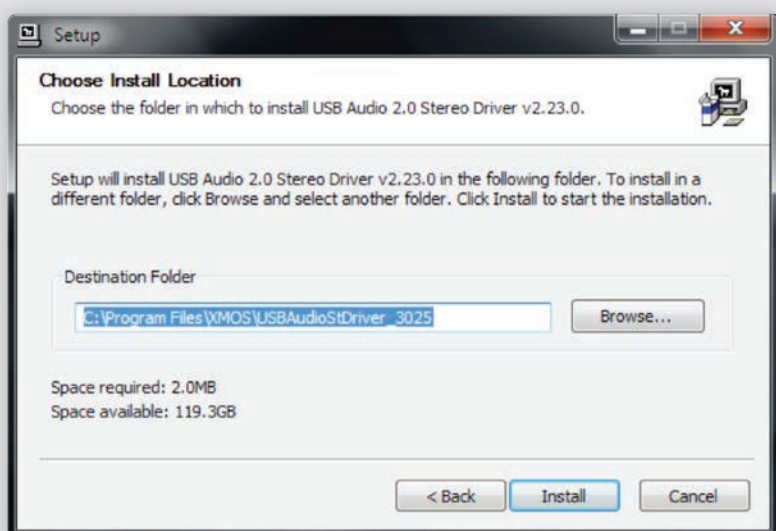 Setup
Choose Install Location
Choose the folder in which to install USB Audio 2.0 Stereo Driver v2.23.0.
Setup will install USB Audio 2.0 Stereo Driver v2.23.0 in the following folder. To install in a
different folder, click Browse and select another folder. Click Install to start the installation.
Destination Folder
C:\Program Files\XMOS\USBAudioStDriver_3025
Browse...
Space required: 2.0MB
Space available: 119.3GB
< Back
Install
Cancel